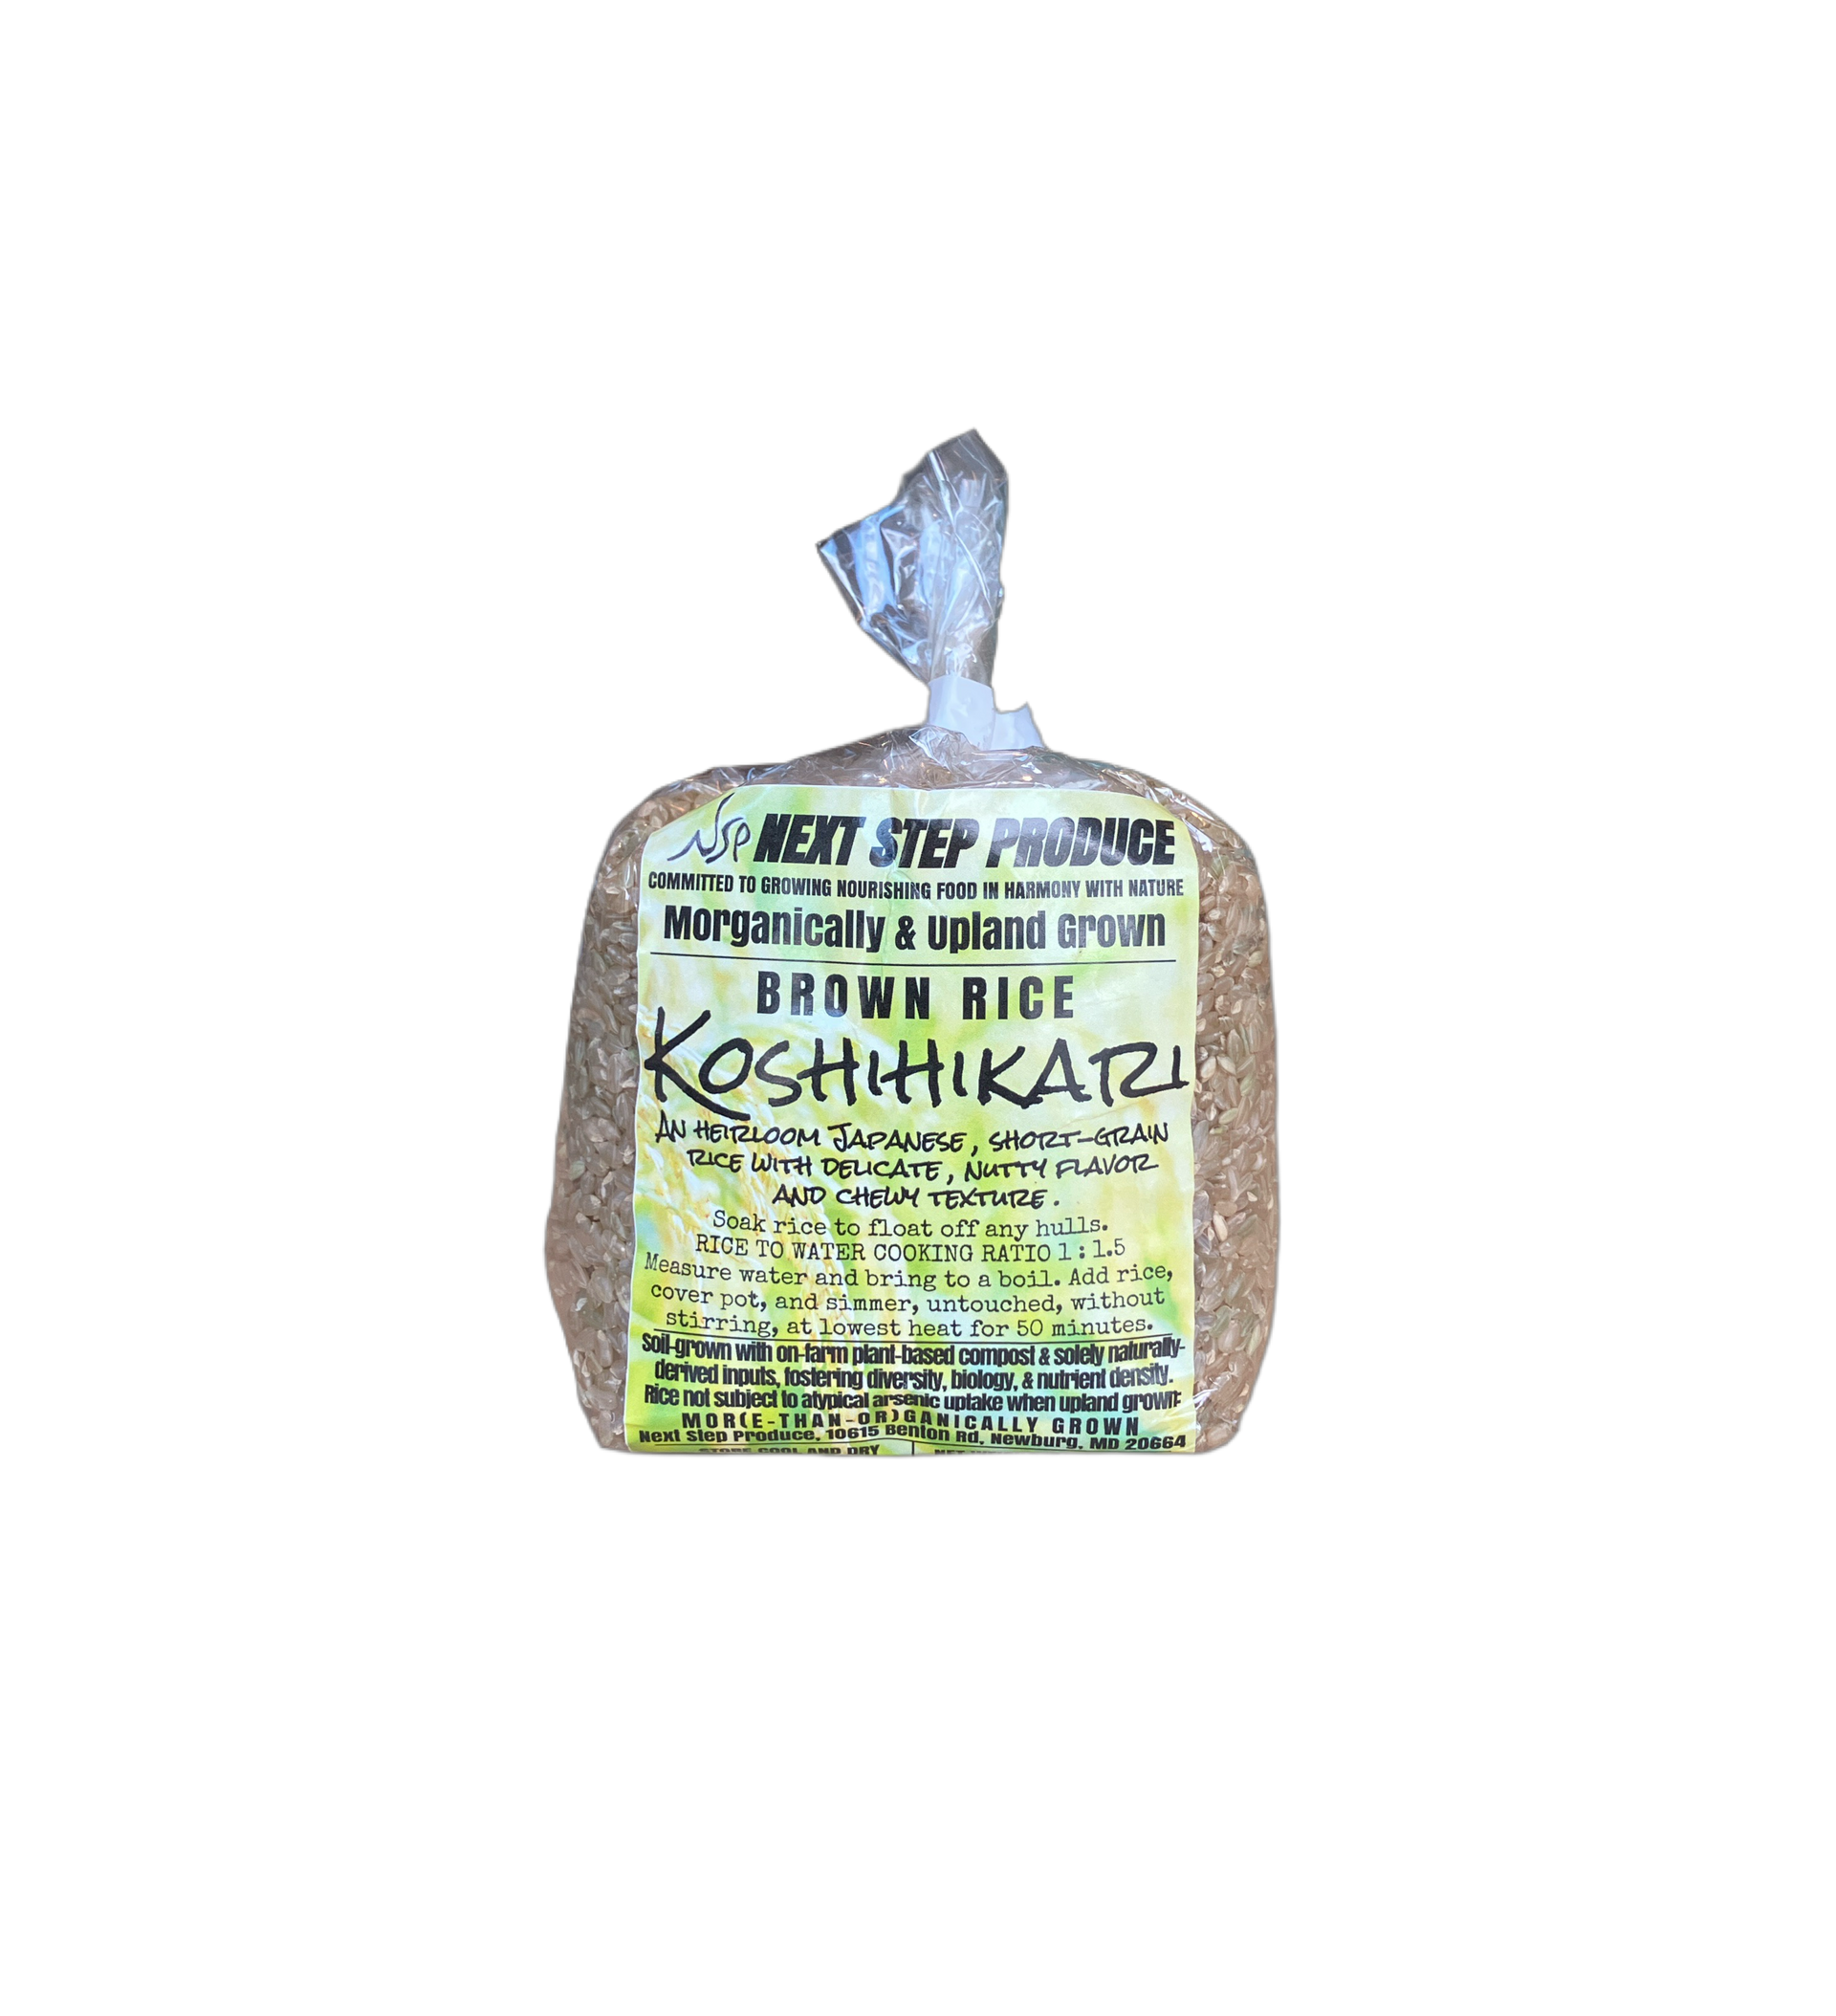 NSP NEXT STEP PRODUCE
COMMITTED TO GROWING NOURISHING FOOD IN HARMONY WITH NATURE
Morganically & Upland Grown
BROWN RICE
KOSHIHIKARI
AN HEIRLOOM JAPANESE, SHORT-GRAIN
RICE WITH DELICATE, NUTTY FLAVOR
AND CHEWY TEXTURE.
Soak rice to float off any hulls.
RICE TO WATER COOKING RATIO 1 : 1.5
Measure water and bring to a boil. Add rice,
cover pot, and simmer, untouched, without
stirring, at lowest heat for 50 minutes.
Soil-grown with on-farm plant-based compost & solely naturally-
derived inputs, fostering diversity, biology, & nutrient density.
Rice not subject to atypical arsenic uptake when upland grown.
MOR(E-THAN-OR)GANICALLY GROWN
Next Step Produce, 10615 Benton Rd, Newburg, MD 20664
STORE COOL AND DRY